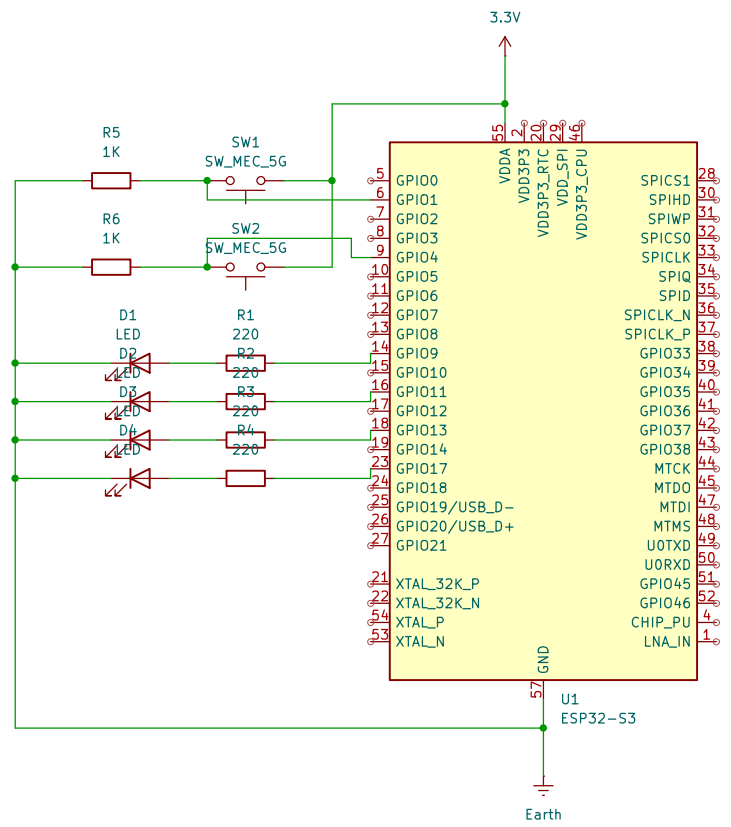 3.3V
R5
1K
SW1
SW_MEC_5G
R6
1K
SW2
SW_MEC_5G
D1
LED
D2
LED
D3
LED
D4
LED
R1
220
R2
220
R3
220
R4
220
55 VDDA
2 VDD3P3
20 VDD3P3_RTC
29 VDD_SPI
46 VDD3P3_CPU
5 GPIO0
6 GPIO1
7 GPIO2
8 GPIO3
9 GPIO4
10 GPIO5
11 GPIO6
12 GPIO7
13 GPIO8
14 GPIO9
15 GPIO10
16 GPIO11
17 GPIO12
18 GPIO13
19 GPIO14
23 GPIO17
24 GPIO18
25 GPIO19/USB_D-
26 GPIO20/USB_D+
27 GPIO21
21 XTAL_32K_P
22 XTAL_32K_N
54 XTAL_P
53 XTAL_N
SPICS1 28
SPIHD 30
SPIWP 31
SPICS0 32
SPICLK 33
SPIQ 34
SPID 35
SPICLK_N 36
SPICLK_P 37
GPIO33 38
GPIO34 39
GPIO35 40
GPIO36 41
GPIO37 42
GPIO38 43
MTCK 44
MTDO 45
MTDI 47
MTMS 48
U0TXD 49
U0RXD 50
GPIO45 51
GPIO46 52
CHIP_PU 4
LNA_IN 1
GND 57
U1
ESP32-S3
Earth